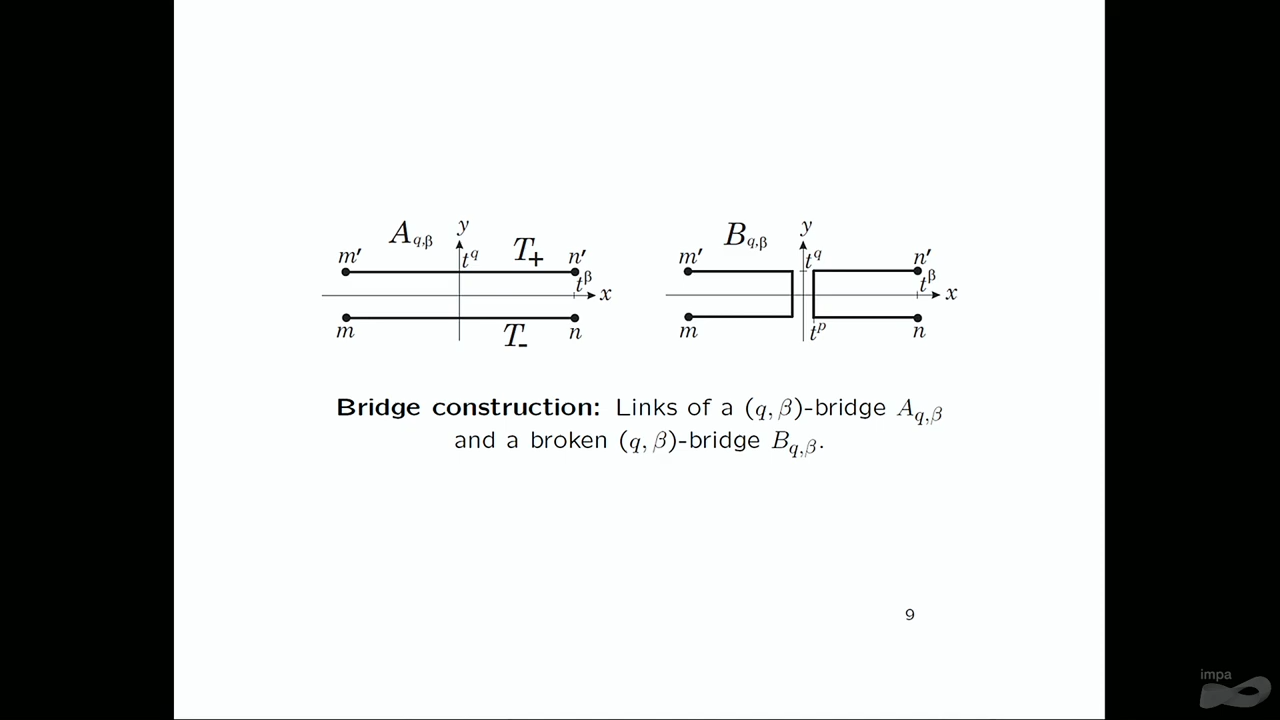 A_{q,β} y T_+ m′ t^q n′ t^β x m T_- n
B_{q,β} y m′ t^q n′ t^β x m t^p n
Bridge construction: Links of a (q, β)-bridge A_{q,β}
and a broken (q, β)-bridge B_{q,β}.
9
impa